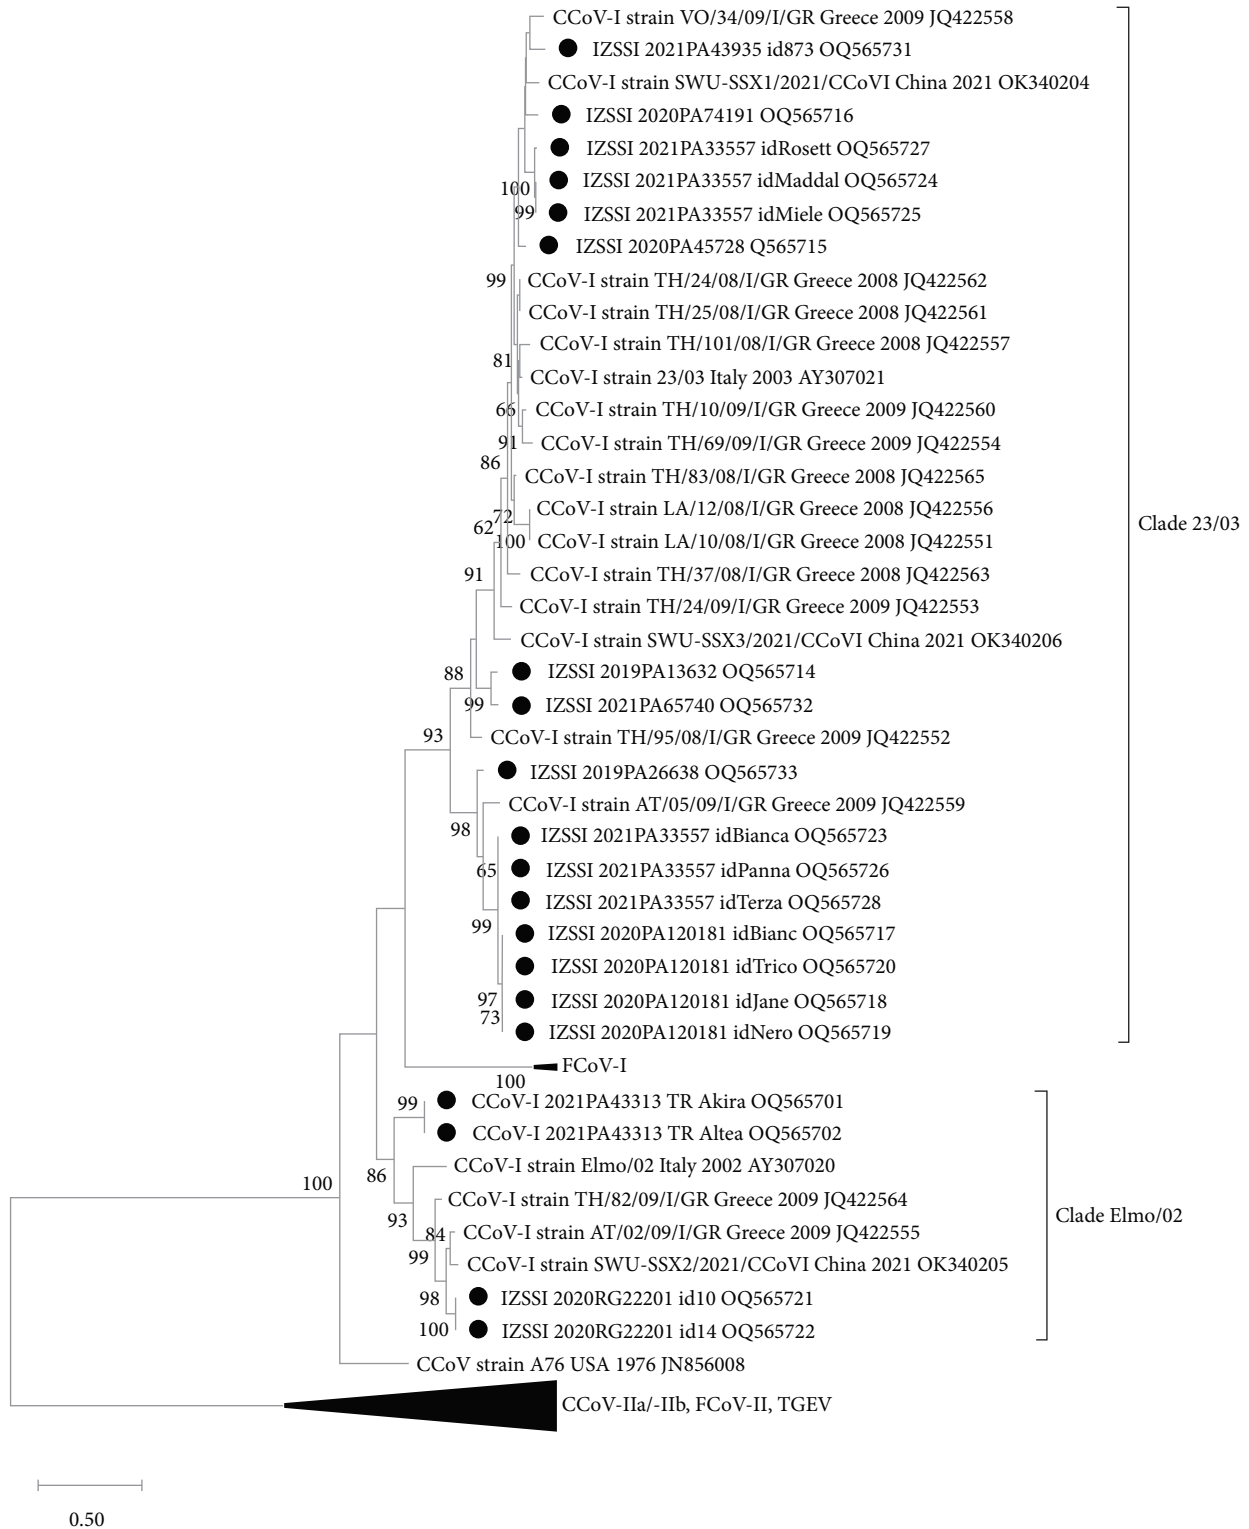 CCoV-I strain VO/34/09/I/GR Greece 2009 JQ422558
IZSSI 2021PA43935 id873 OQ565731
CCoV-I strain SWU-SSX1/2021/CCoVI China 2021 OK340204
IZSSI 2020PA74191 OQ565716
IZSSI 2021PA33557 idRosett OQ565727
IZSSI 2021PA33557 idMaddal OQ565724
100
IZSSI 2021PA33557 idMiele OQ565725
99
IZSSI 2020PA45728 Q565715
CCoV-I strain TH/24/08/I/GR Greece 2008 JQ422562
99
CCoV-I strain TH/25/08/I/GR Greece 2008 JQ422561
CCoV-I strain TH/101/08/I/GR Greece 2008 JQ422557
81
CCoV-I strain 23/03 Italy 2003 AY307021
CCoV-I strain TH/10/09/I/GR Greece 2009 JQ422560
66
CCoV-I strain TH/69/09/I/GR Greece 2009 JQ422554
91
86
CCoV-I strain TH/83/08/I/GR Greece 2008 JQ422565
CCoV-I strain LA/12/08/I/GR Greece 2008 JQ422556
72
62
Clade 23/03
CCoV-I strain LA/10/08/I/GR Greece 2008 JQ422551
100
CCoV-I strain TH/37/08/I/GR Greece 2008 JQ422563
91
CCoV-I strain TH/24/09/I/GR Greece 2009 JQ422553
CCoV-I strain SWU-SSX3/2021/CCoVI China 2021 OK340206
IZSSI 2019PA13632 OQ565714
88
IZSSI 2021PA65740 OQ565732
99
CCoV-I strain TH/95/08/I/GR Greece 2009 JQ422552
93
IZSSI 2019PA26638 OQ565733
CCoV-I strain AT/05/09/I/GR Greece 2009 JQ422559
98
IZSSI 2021PA33557 idBianca OQ565723
IZSSI 2021PA33557 idPanna OQ565726
65
IZSSI 2021PA33557 idTerza OQ565728
99
IZSSI 2020PA120181 idBianc OQ565717
IZSSI 2020PA120181 idTrico OQ565720
IZSSI 2020PA120181 idJane OQ565718
97
73
IZSSI 2020PA120181 idNero OQ565719
FCoV-I
100
CCoV-I 2021PA43313 TR Akira OQ565701
99
CCoV-I 2021PA43313 TR Altea OQ565702
CCoV-I strain Elmo/02 Italy 2002 AY307020
86
100
CCoV-I strain TH/82/09/I/GR Greece 2009 JQ422564
Clade Elmo/02
93
CCoV-I strain AT/02/09/I/GR Greece 2009 JQ422555
84
99
CCoV-I strain SWU-SSX2/2021/CCoVI China 2021 OK340205
IZSSI 2020RG22201 id10 OQ565721
98
IZSSI 2020RG22201 id14 OQ565722
100
CCoV strain A76 USA 1976 JN856008
CCoV-IIa/-IIb, FCoV-II, TGEV
0.50